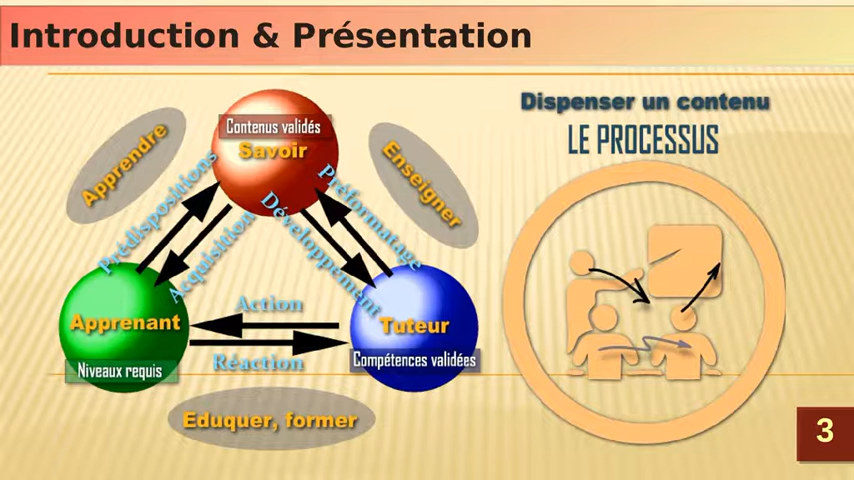 Introduction & Présentation
Dispenser un contenu
LE PROCESSUS
Contenus validés
Savoir
Apprendre
Enseigner
Prédispositions
Acquisition
Développement
Préformatage
Action
Apprenant
Tuteur
Réaction
Niveaux requis
Compétences validées
Eduquer, former
3